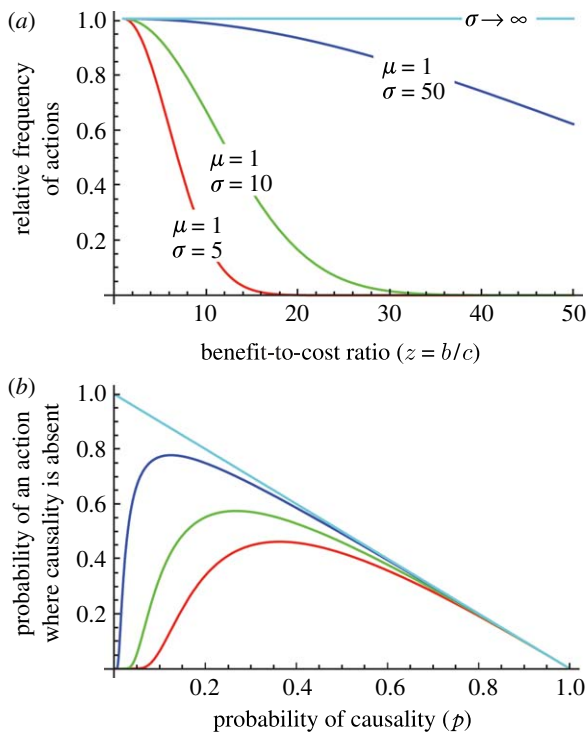 (a)
1.0
0.8
0.6
0.4
0.2
relative frequency
of actions
σ → ∞
μ = 1
σ = 50
μ = 1
σ = 10
μ = 1
σ = 5
10 20 30 40 50
benefit-to-cost ratio (z = b/c)
(b)
1.0
0.8
0.6
0.4
0.2
probability of an action
where causality is absent
0.2 0.4 0.6 0.8 1.0
probability of causality (p)